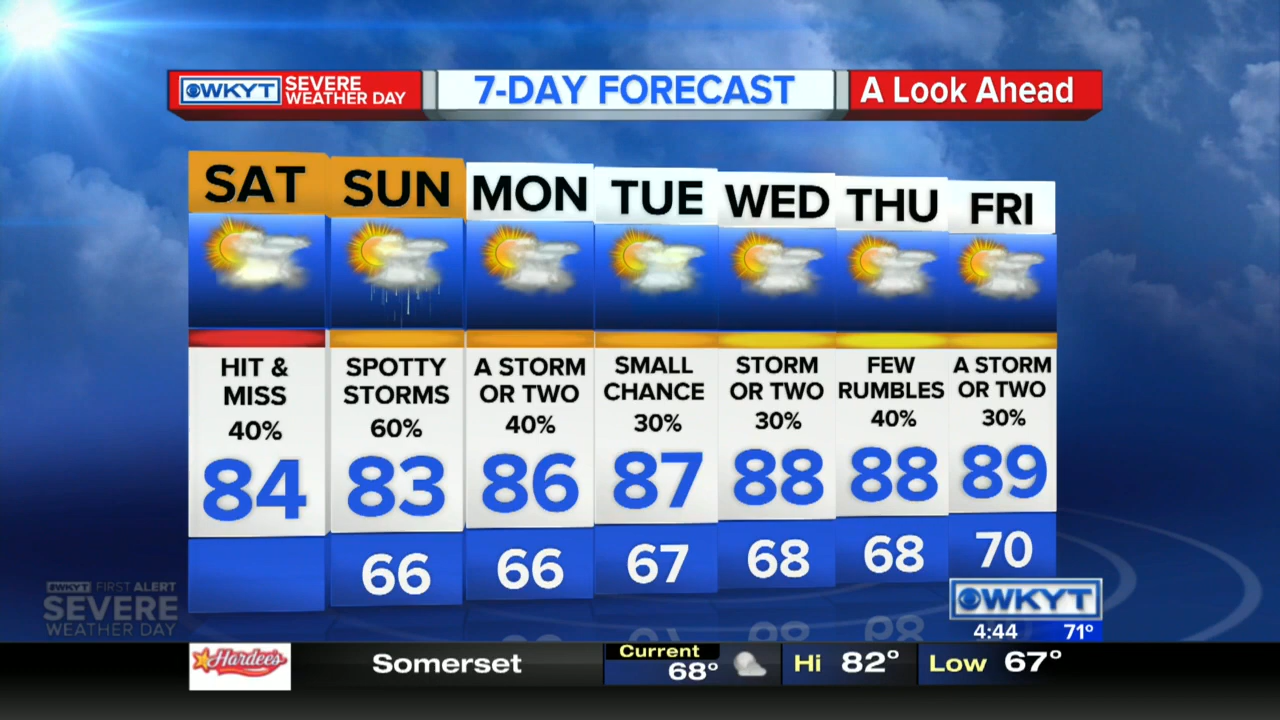 WKYT SEVERE WEATHER DAY
7-DAY FORECAST
A Look Ahead
SAT SUN MON TUE WED THU FRI
HIT & MISS
40%
84
SPOTTY STORMS
60%
83
66
A STORM OR TWO
40%
86
66
SMALL CHANCE
30%
87
67
STORM OR TWO
30%
88
68
FEW RUMBLES
40%
88
68
A STORM OR TWO
30%
89
70
WKYT FIRST ALERT
SEVERE
WEATHER DAY
WKYT
4:44 71°
Hardee's
Somerset
Current
68°
Hi 82°
Low 67°